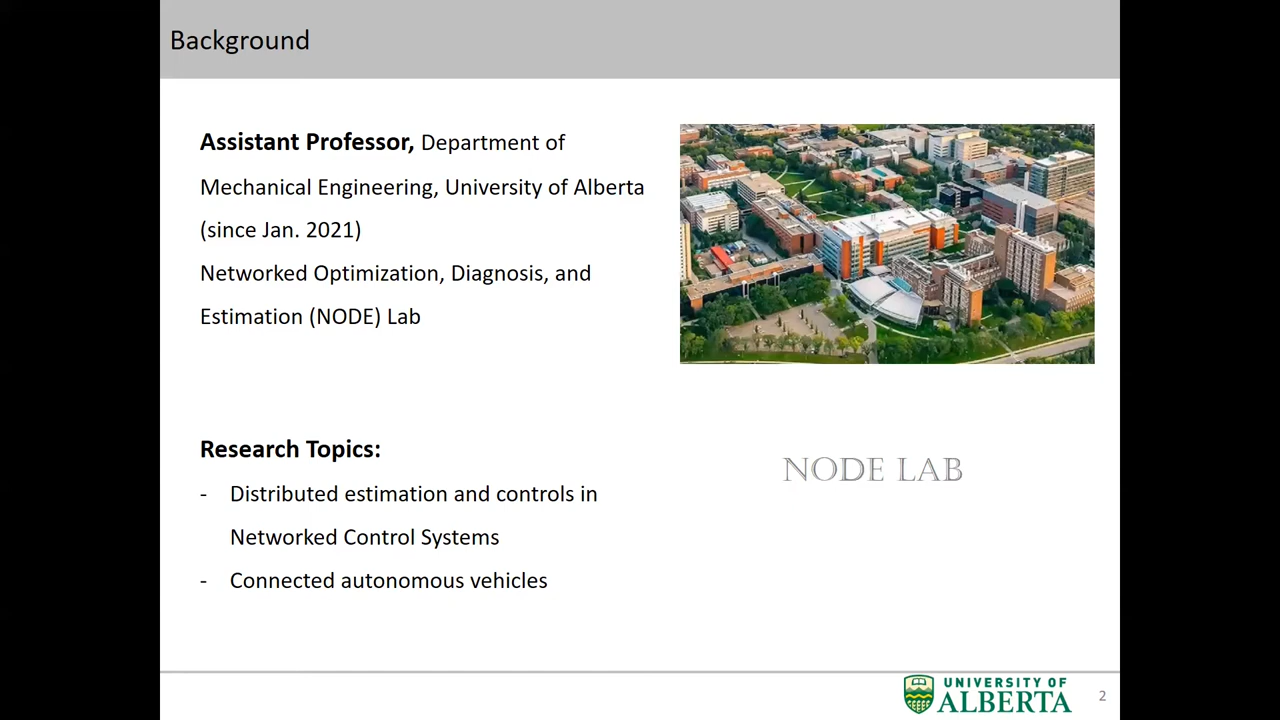 Background
Assistant Professor, Department of
Mechanical Engineering, University of Alberta
(since Jan. 2021)
Networked Optimization, Diagnosis, and
Estimation (NODE) Lab
Research Topics:
- Distributed estimation and controls in
Networked Control Systems
- Connected autonomous vehicles
NODE LAB
UNIVERSITY OF
ALBERTA
2